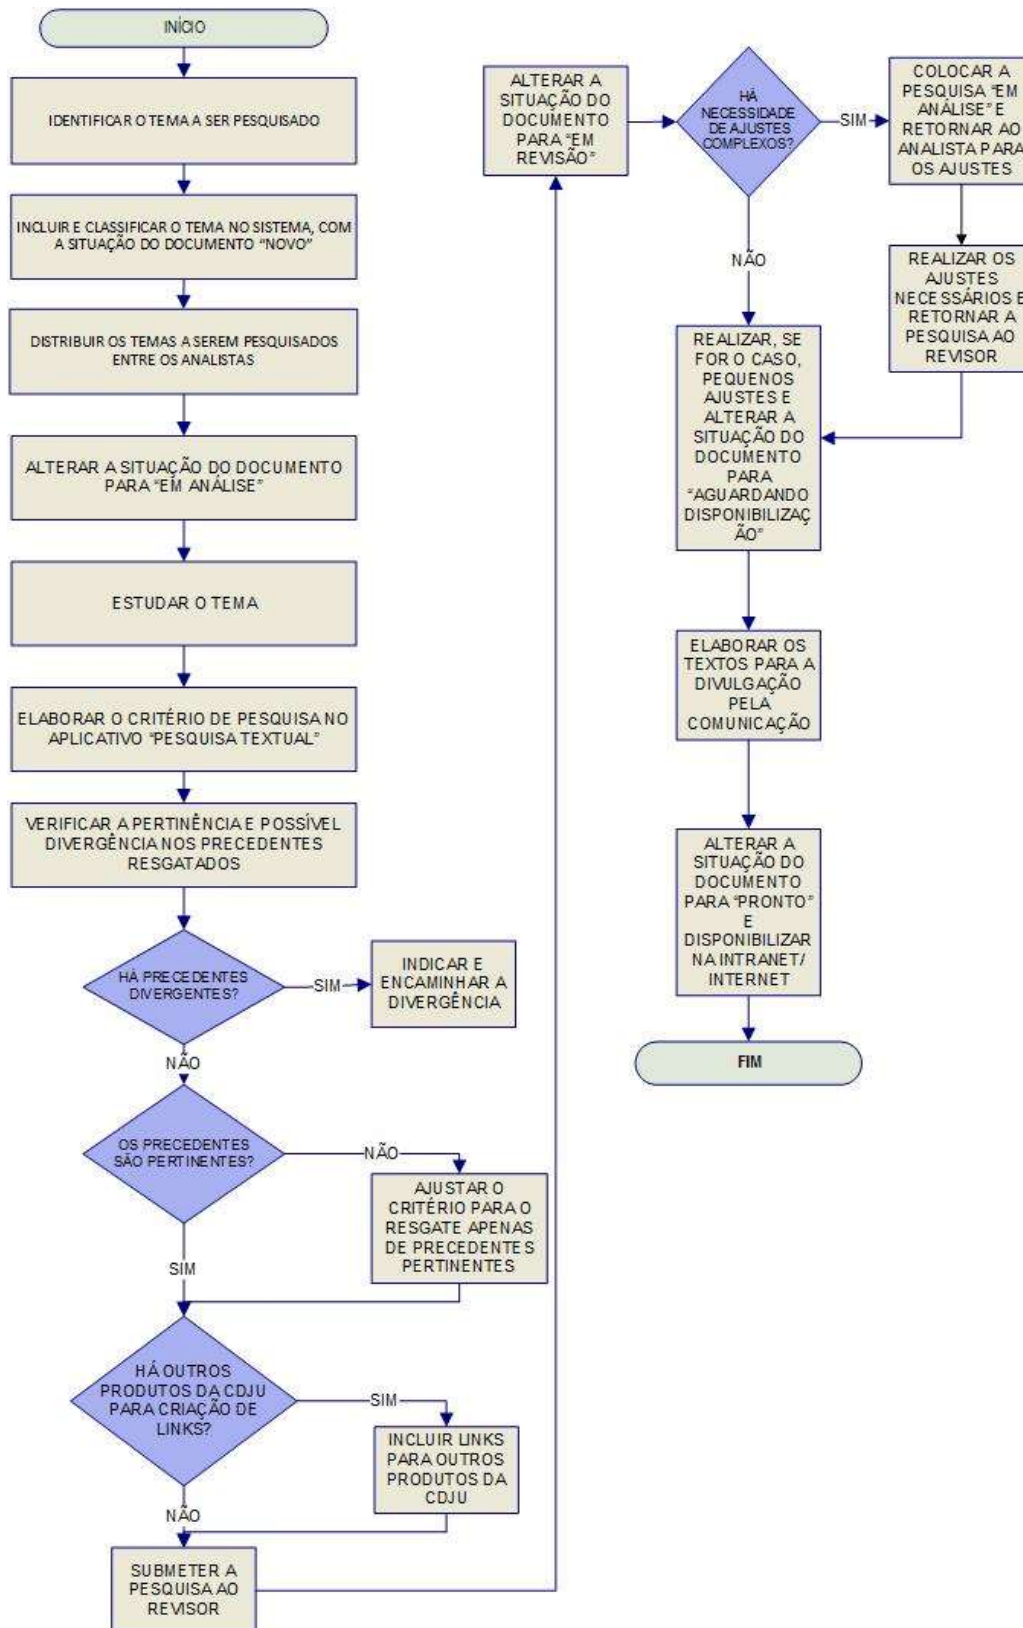 INÍCIO
IDENTIFICAR O TEMA A SER PESQUISADO
INCLUIR E CLASSIFICAR O TEMA NO SISTEMA, COM
A SITUAÇÃO DO DOCUMENTO “NOVO”
DISTRIBUIR OS TEMAS A SEREM PESQUISADOS
ENTRE OS ANALISTAS
ALTERAR A SITUAÇÃO DO DOCUMENTO
PARA “EM ANÁLISE”
ESTUDAR O TEMA
ELABORAR O CRITÉRIO DE PESQUISA NO
APLICATIVO “PESQUISA TEXTUAL”
VERIFICAR A PERTINÊNCIA E POSSÍVEL
DIVERGÊNCIA NOS PRECEDENTES
RESGATADOS
HÁ PRECEDENTES
DIVERGENTES?
SIM
INDICAR E
ENCAMINHAR A
DIVERGÊNCIA
NÃO
OS PRECEDENTES
SÃO PERTINENTES?
NÃO
AJUSTAR O
CRITÉRIO PARA O
RESGATE APENAS
DE PRECEDENTES
PERTINENTES
SIM
HÁ OUTROS
PRODUTOS DA CDJU
PARA CRIAÇÃO DE
LINKS?
SIM
INCLUIR LINKS
PARA OUTROS
PRODUTOS DA
CDJU
NÃO
SUBMETER A
PESQUISA AO
REVISOR
ALTERAR A
SITUAÇÃO DO
DOCUMENTO
PARA “EM
REVISÃO”
HÁ
NECESSIDADE
DE AJUSTES
COMPLEXOS?
SIM
COLOCAR A
PESQUISA “EM
ANÁLISE” E
RETORNAR AO
ANALISTA PARA
OS AJUSTES
REALIZAR OS
AJUSTES
NECESSÁRIOS E
RETORNAR A
PESQUISA AO
REVISOR
NÃO
REALIZAR, SE
FOR O CASO,
PEQUENOS
AJUSTES E
ALTERAR A
SITUAÇÃO DO
DOCUMENTO
PARA
“AGUARDANDO
DISPONIBILIZAÇ
ÃO”
ELABORAR OS
TEXTOS PARA A
DIVULGAÇÃO
PELA
COMUNICAÇÃO
ALTERAR A
SITUAÇÃO DO
DOCUMENTO
PARA “PRONTO”
E
DISPONIBILIZAR
NA INTRANET/
INTERNET
FIM